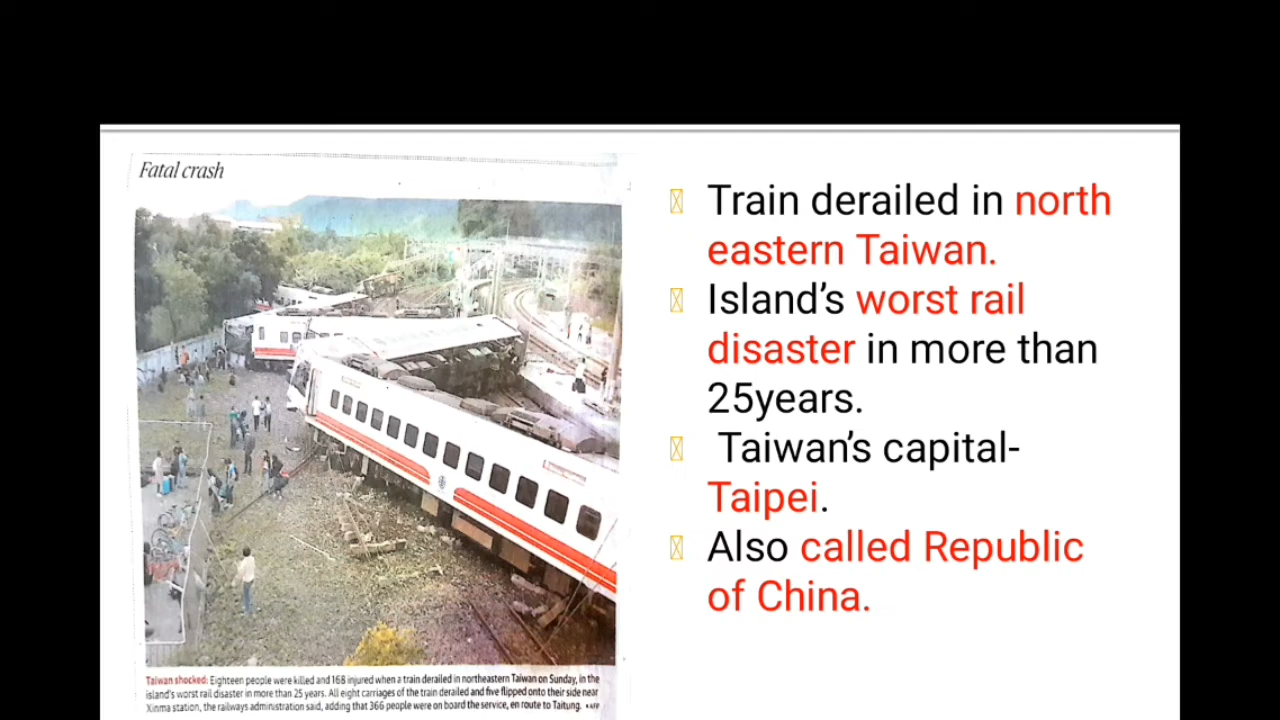 Fatal crash
Taiwan shocked: Eighteen people were killed and 168 injured when a train derailed in northeastern Taiwan on Sunday, in the
island's worst rail disaster in more than 25 years. All eight carriages of the train derailed and five flipped onto their side near
Xinma station, the railways administration said, adding that 366 people were on board the service, en route to Taitung. •AFP
Train derailed in north
eastern Taiwan.
Island’s worst rail
disaster in more than
25years.
Taiwan’s capital-
Taipei.
Also called Republic
of China.